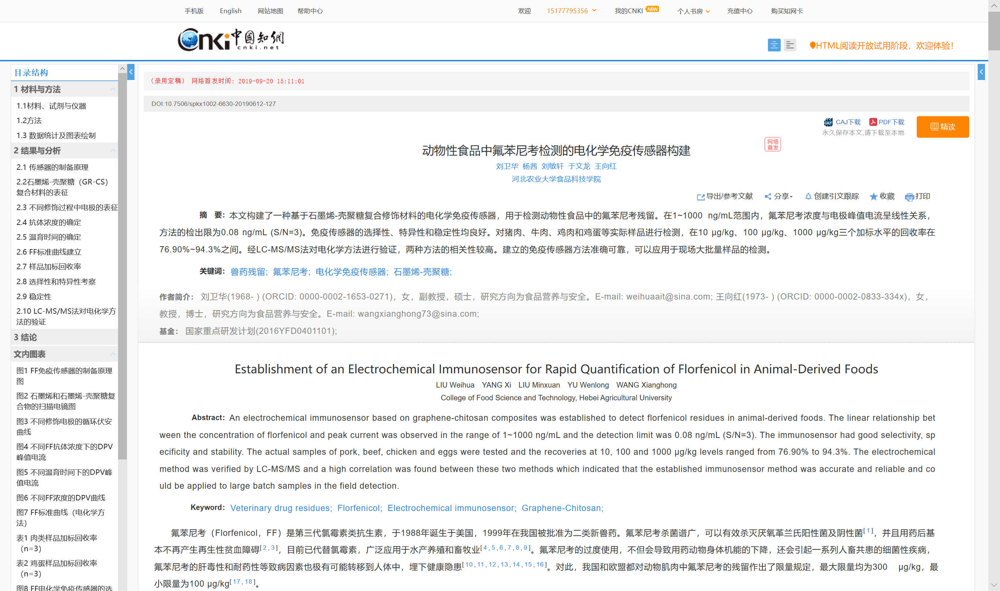 手机版 English 网站地图 帮助中心 欢迎 15177795356 我的CNKI NEW 个人书房 充值中心 购买知网卡
Cnki 中國知網
cnki.net
HTML阅读开放试用阶段，欢迎体验！
目录结构
1 材料与方法
1.1材料、试剂与仪器
1.2方法
1.3 数据统计及图表绘制
2 结果与分析
2.1 传感器的制备原理
2.2石墨烯-壳聚糖（GR-CS）
复合材料的表征
2.3 不同修饰过程中电极的表征
2.4 抗体浓度的确定
2.5 温育时间的确定
2.6 FF标准曲线建立
2.7 样品加标回收率
2.8 选择性和特异性考察
2.9 稳定性
2.10 LC-MS/MS法对电化学方
法的验证
3 结论
文内图表
图1 FF免疫传感器的制备原理
图
图2 石墨烯和石墨烯-壳聚糖复
合物的扫描电镜图
图3 不同修饰电极的循环伏安
曲线
图4 不同FF抗体浓度下的DPV
峰值电流
图5 不同温育时间下的DPV峰
值电流
图6 不同FF浓度的DPV曲线
图7 FF标准曲线（电化学方
法）
表1 肉类样品加标回收率
（n=3）
表2 鸡蛋样品加标回收率
（n=3）
图8 FF电化学免疫传感器的选
（录用定稿） 网络首发时间: 2019-09-20 15:11:01
DOI:10.7506/spkx1002-6630-20190612-127
CAJ下载 PDF下载
永久保存本文,请下载至本地
精读
网络
首发
动物性食品中氟苯尼考检测的电化学免疫传感器构建
刘卫华 杨茜 刘敏轩 于文龙 王向红
河北农业大学食品科技学院
导出/参考文献 分享 创建引文跟踪 收藏 打印
摘 要： 本文构建了一种基于石墨烯-壳聚糖复合修饰材料的电化学免疫传感器，用于检测动物性食品中的氟苯尼考残留。在1~1000 ng/mL范围内，氟苯尼考浓度与电极峰值电流呈线性关系，
方法的检出限为0.08 ng/mL (S/N=3)。免疫传感器的选择性、特异性和稳定性均良好。对猪肉、牛肉、鸡肉和鸡蛋等实际样品进行检测，在10 μg/kg、100 μg/kg、1000 μg/kg三个加标水平的回收率在
76.90%~94.3%之间。经LC-MS/MS法对电化学方法进行验证，两种方法的相关性较高。建立的免疫传感器方法准确可靠，可以应用于现场大批量样品的检测。
关键词： 兽药残留; 氟苯尼考; 电化学免疫传感器; 石墨烯-壳聚糖;
作者简介： 刘卫华(1968- ) (ORCID: 0000-0002-1653-0271)，女，副教授，硕士，研究方向为食品营养与安全。E-mail: weihuaait@sina.com; 王向红(1973- ) (ORCID: 0000-0002-0833-334x)，女，
教授，博士，研究方向为食品营养与安全。E-mail: wangxianghong73@sina.com;
基金： 国家重点研发计划(2016YFD0401101);
Establishment of an Electrochemical Immunosensor for Rapid Quantification of Florfenicol in Animal-Derived Foods
LIU Weihua YANG Xi LIU Minxuan YU Wenlong WANG Xianghong
College of Food Science and Technology, Hebei Agricultural University
Abstract: An electrochemical immunosensor based on graphene-chitosan composites was established to detect florfenicol residues in animal-derived foods. The linear relationship bet
ween the concentration of florfenicol and peak current was observed in the range of 1~1000 ng/mL and the detection limit was 0.08 ng/mL (S/N=3). The immunosensor had good selectivity, sp
ecificity and stability. The actual samples of pork, beef, chicken and eggs were tested and the recoveries at 10, 100 and 1000 μg/kg levels ranged from 76.90% to 94.3%. The electrochemical
method was verified by LC-MS/MS and a high correlation was found between these two methods which indicated that the established immunosensor method was accurate and reliable and co
uld be applied to large batch samples in the field detection.
Keyword: Veterinary drug residues; Florfenicol; Electrochemical immunosensor; Graphene-Chitosan;
氟苯尼考（Florfenicol，FF）是第三代氯霉素类抗生素，于1988年诞生于美国，1999年在我国被批准为二类新兽药。氟苯尼考杀菌谱广，可以有效杀灭厌氧革兰氏阳性菌及阴性菌[1]，并且用药后基
本不再产生再生性贫血障碍[2,3]，目前已代替氯霉素，广泛应用于水产养殖和畜牧业[4,5,6,7,8,9]。氟苯尼考的过度使用，不但会导致用药动物身体机能的下降，还会引起一系列人畜共患的细菌性疾病，
氟苯尼考的肝毒性和耐药性等致病因素也极有可能转移到人体中，埋下健康隐患[10,11,12,13,14,15,16]。对此，我国和欧盟都对动物肌肉中氟苯尼考的残留作出了限量规定，最大限量均为300 μg/kg，最
小限量为100 μg/kg[17,18]。